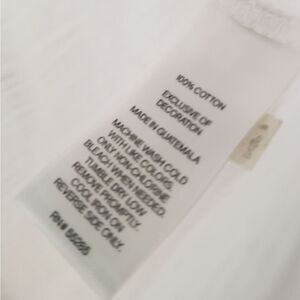 100% COTTON
EXCLUSIVE OF
DECORATION
MADE IN GUATEMALA
MACHINE WASH COLD
WITH LIKE COLORS.
ONLY NON-CHLORINE
BLEACH WHEN NEEDED.
TUMBLE DRY LOW
REMOVE PROMPTLY.
COOL IRON ON
REVERSE SIDE ONLY.
RN#